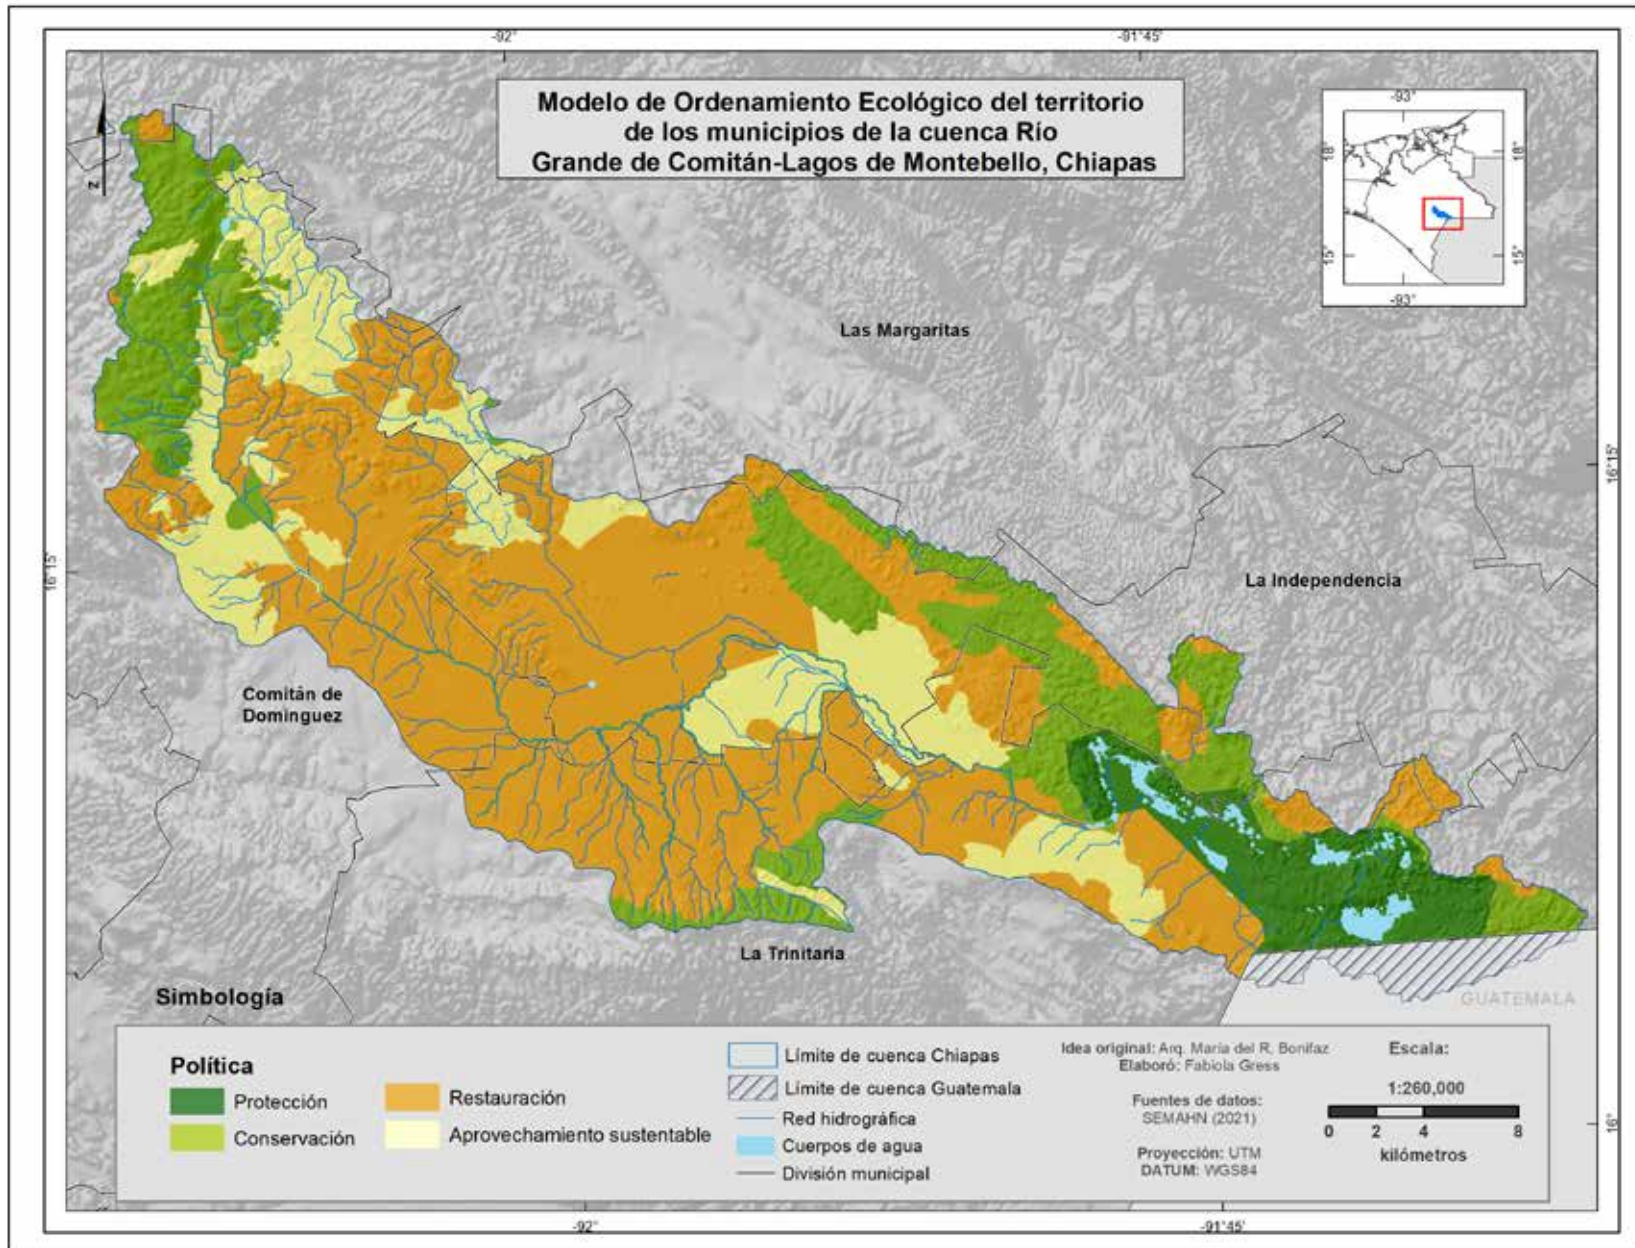 -92°
-91°45'
Modelo de Ordenamiento Ecológico del territorio
de los municipios de la cuenca Río
Grande de Comitán-Lagos de Montebello, Chiapas
-93°
18°
18°
15°
15°
-93°
N
Las Margaritas
16°15'
16°15'
La Independencia
Comitán de
Dominguez
La Trinitaria
GUATEMALA
Simbología
Política
Protección
Conservación
Restauración
Aprovechamiento sustentable
Límite de cuenca Chiapas
Límite de cuenca Guatemala
Red hidrográfica
Cuerpos de agua
División municipal
Idea original: Arq. María del R. Bonifaz
Elaboró: Fabiola Gress
Fuentes de datos:
SEMAHN (2021)
Proyección: UTM
DATUM: WGS84
Escala:
1:260,000
0 2 4 8
kilómetros
16°
-92°
-91°45'